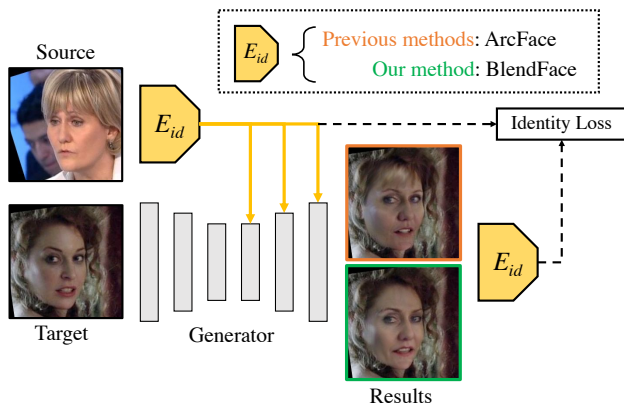 Source
E_id
Previous methods: ArcFace
Our method: BlendFace
E_id
Identity Loss
E_id
Target
Generator
Results